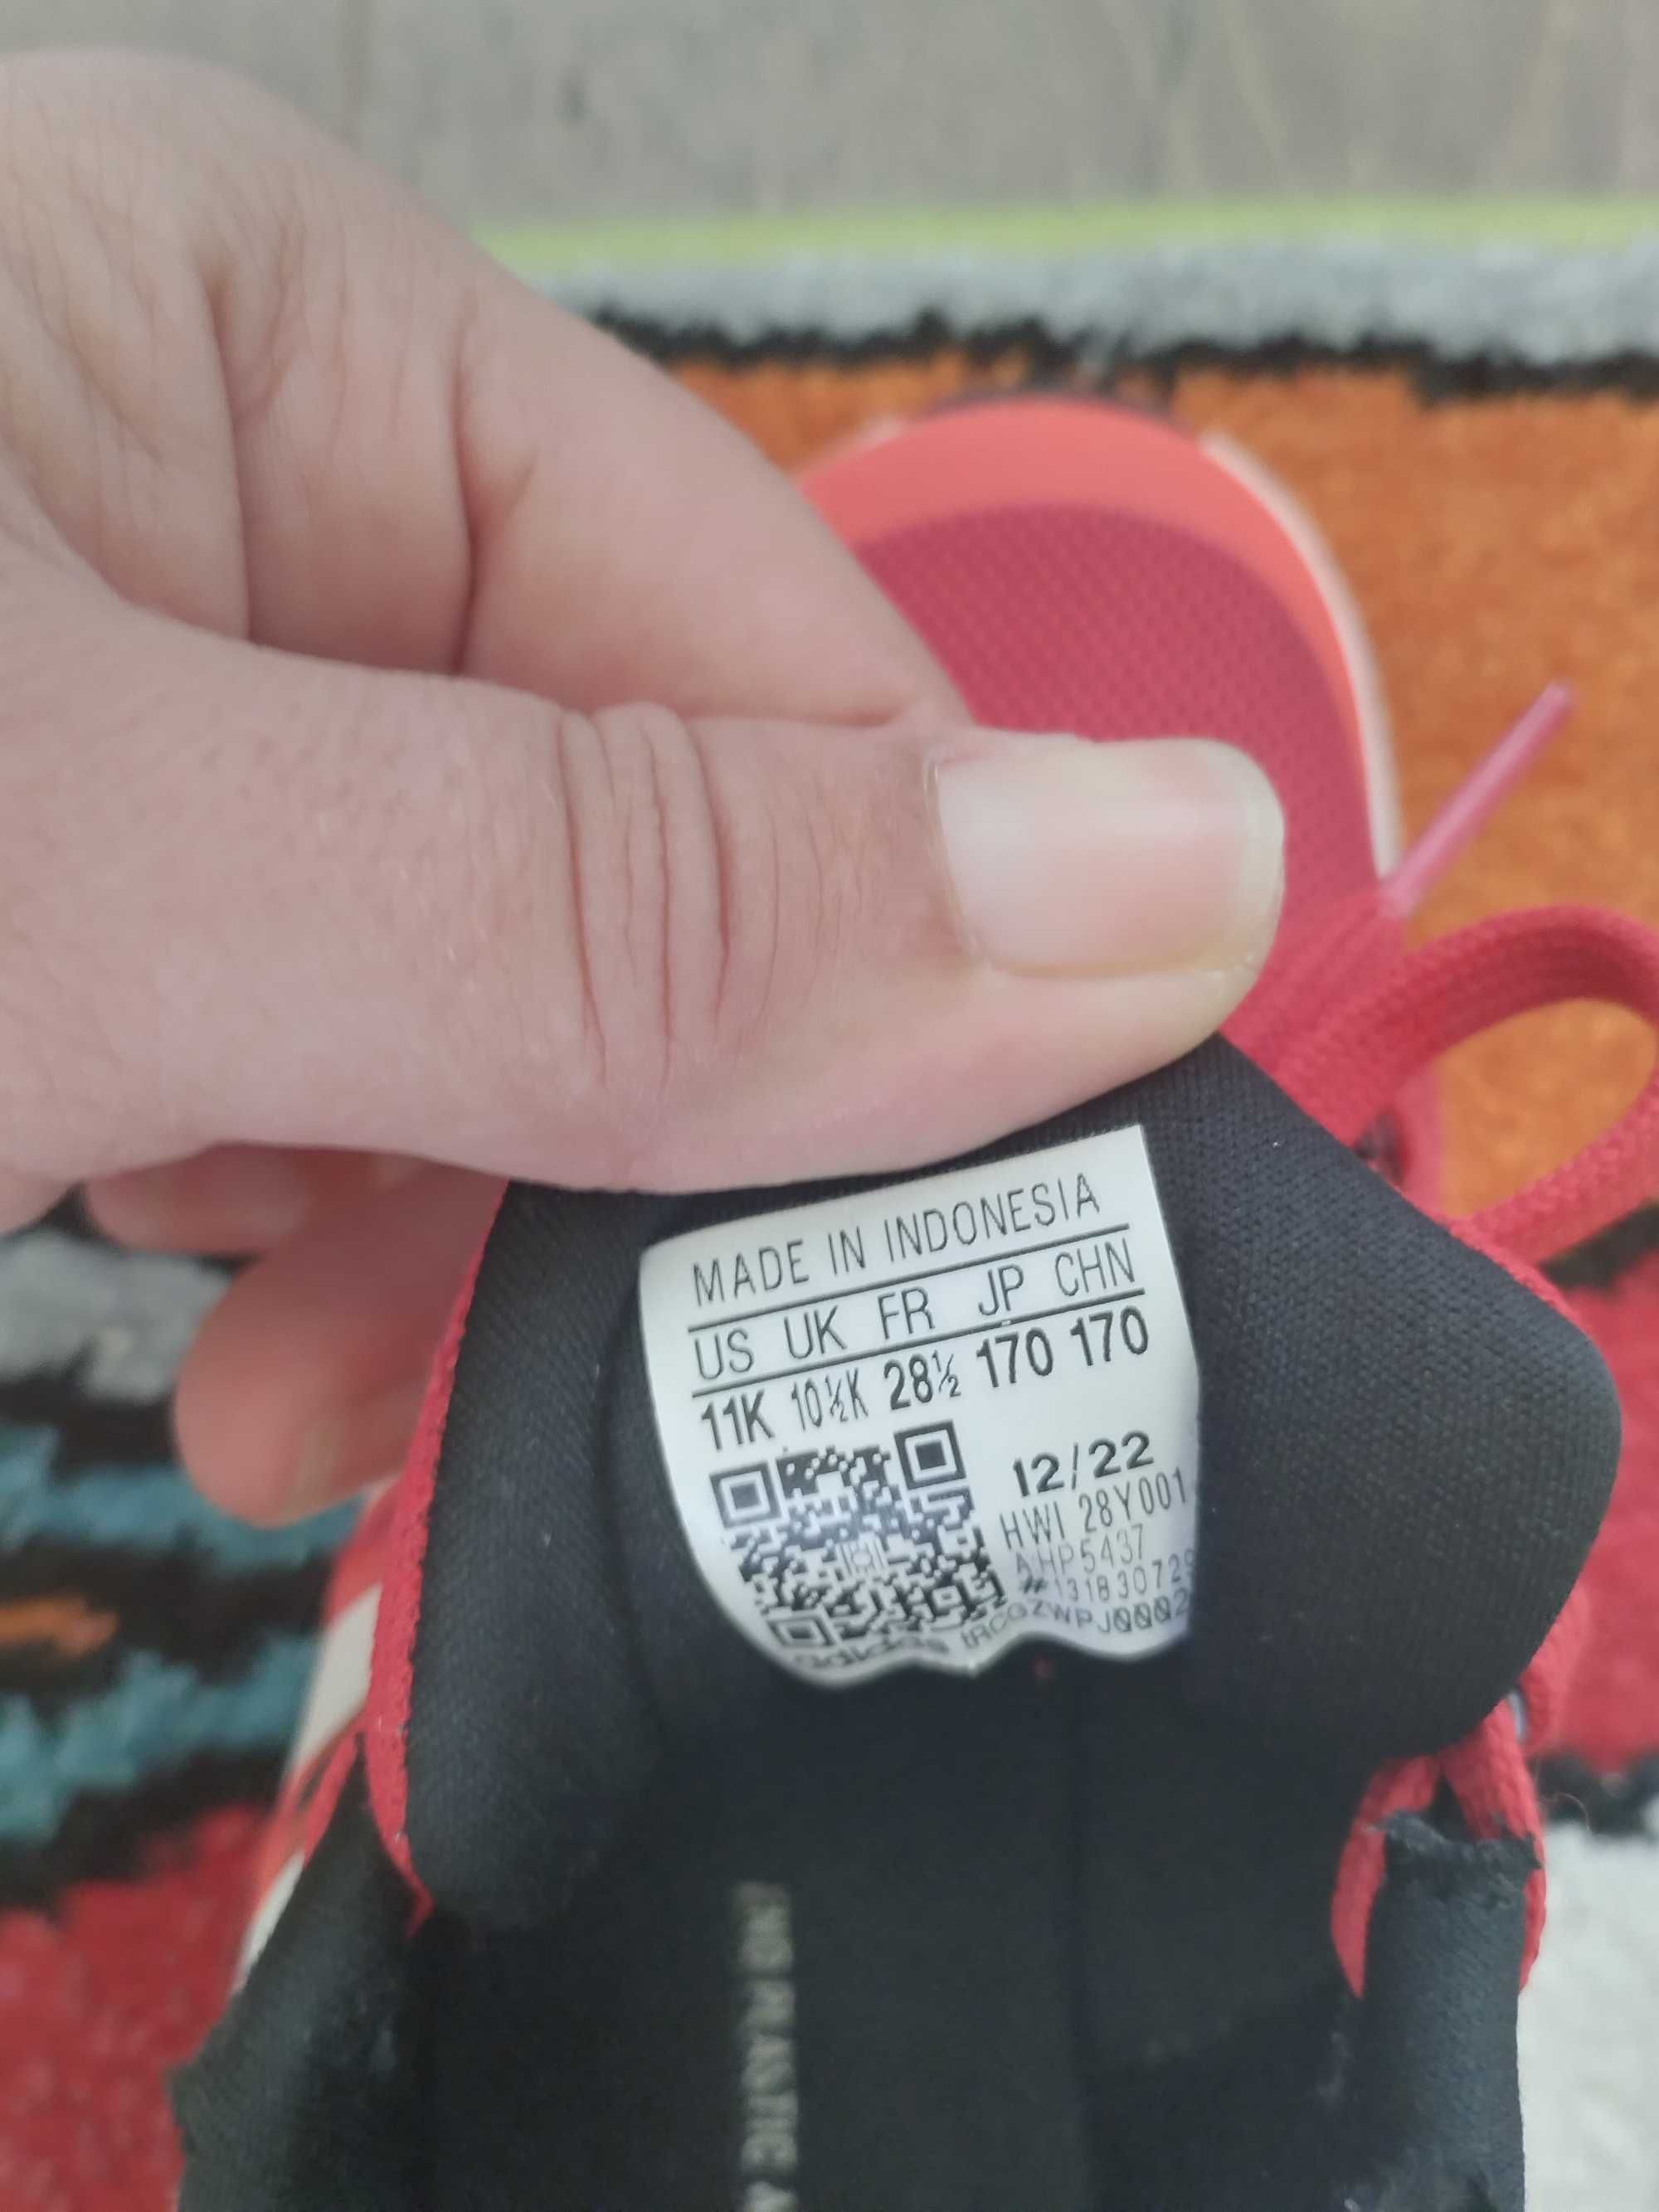 MADE IN INDONESIA
US UK FR JP CHN
11K 10½K 28½ 170 170
12/22
HWI 28Y001
HP5437
adidas
PLASTIC